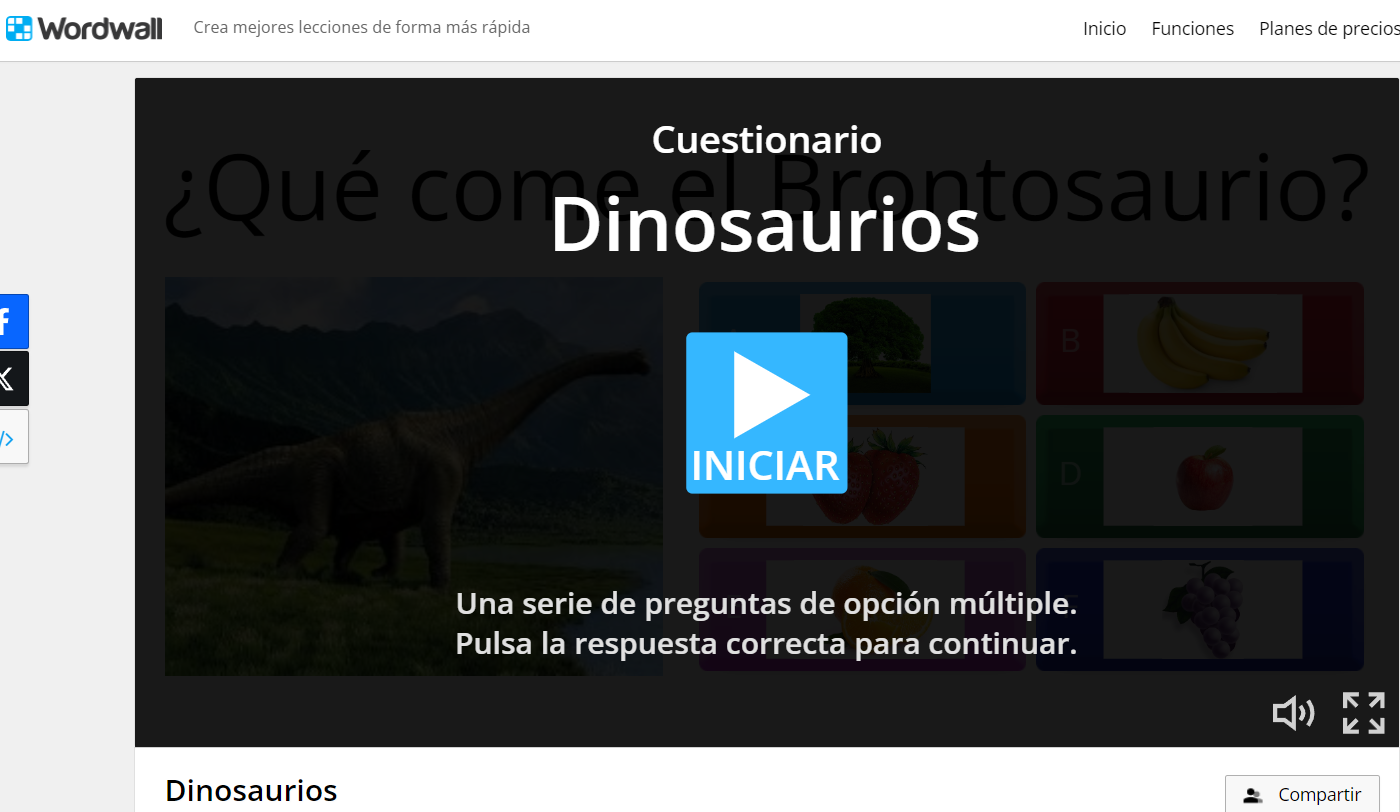 Wordwall
Crea mejores lecciones de forma más rápida
Inicio
Funciones
Planes de precios
Cuestionario
¿Qué come el Brontosaurio?
Dinosaurios
B
INICIAR
D
Una serie de preguntas de opción múltiple.
Pulsa la respuesta correcta para continuar.
Dinosaurios
Compartir